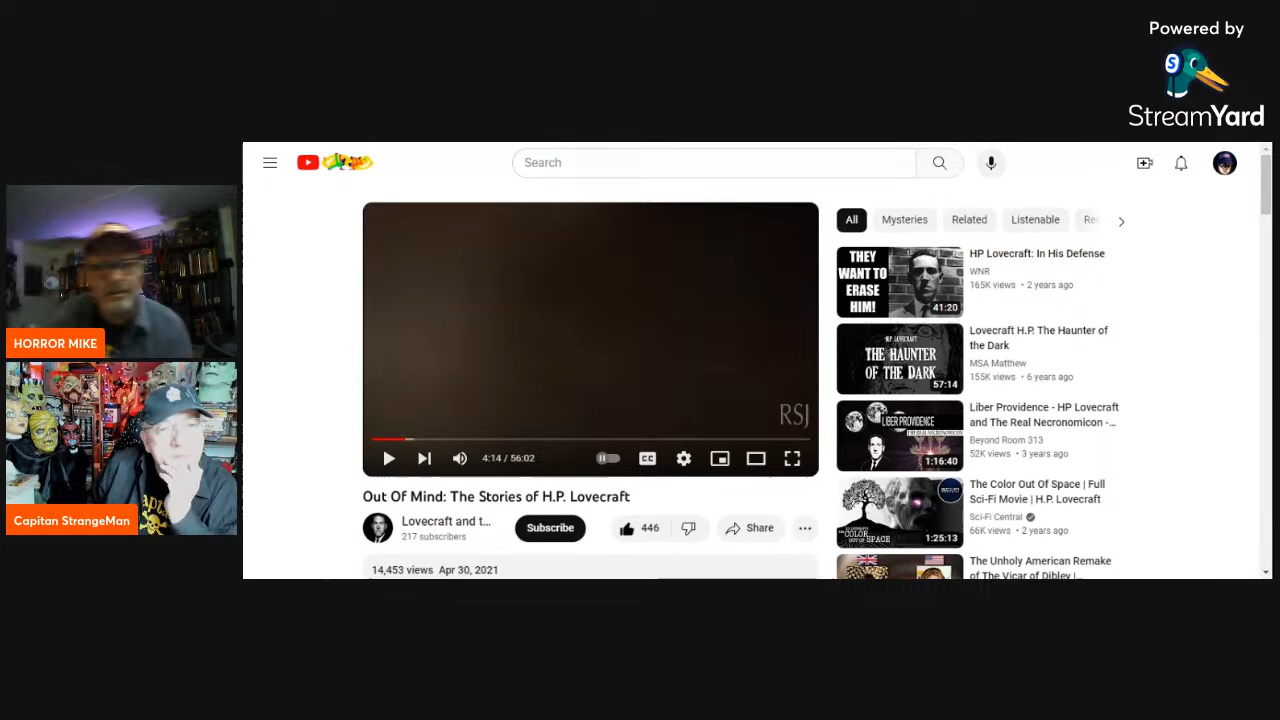 Powered by
StreamYard
Search
HORROR MIKE
Capitan StrangeMan
RSJ
4:14 / 56:02
CC
Out Of Mind: The Stories of H.P. Lovecraft
Lovecraft and t...
217 subscribers
Subscribe
446
Share
14,453 views Apr 30, 2021
All
Mysteries
Related
Listenable
THEY
WANT TO
ERASE
HIM!
41:20
HP Lovecraft: In His Defense
WNR
165K views • 2 years ago
H.P. LOVECRAFT
THE HAUNTER
OF THE DARK
57:14
Lovecraft H.P. The Haunter of
the Dark
MSA Matthew
155K views • 6 years ago
LIBER PROVIDENCE
1:16:40
Liber Providence - HP Lovecraft
and The Real Necronomicon -...
Beyond Room 313
52K views • 3 years ago
COLOR
OUT OF
SPACE
1:25:13
The Color Out Of Space | Full
Sci-Fi Movie | H.P. Lovecraft
Sci-Fi Central
66K views • 2 years ago
The Unholy American Remake
of The Vicar of Dibley |...